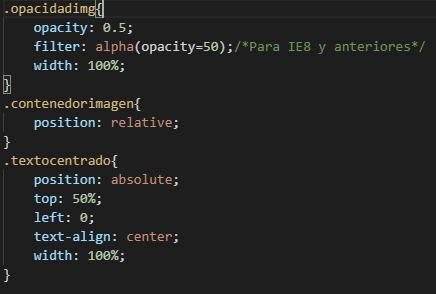 .opacidadimg{
opacity: 0.5;
filter: alpha(opacity=50);/*Para IE8 y anteriores*/
width: 100%;
}
.contenedorimagen{
position: relative;
}
.textocentrado{
position: absolute;
top: 50%;
left: 0;
text-align: center;
width: 100%;
}